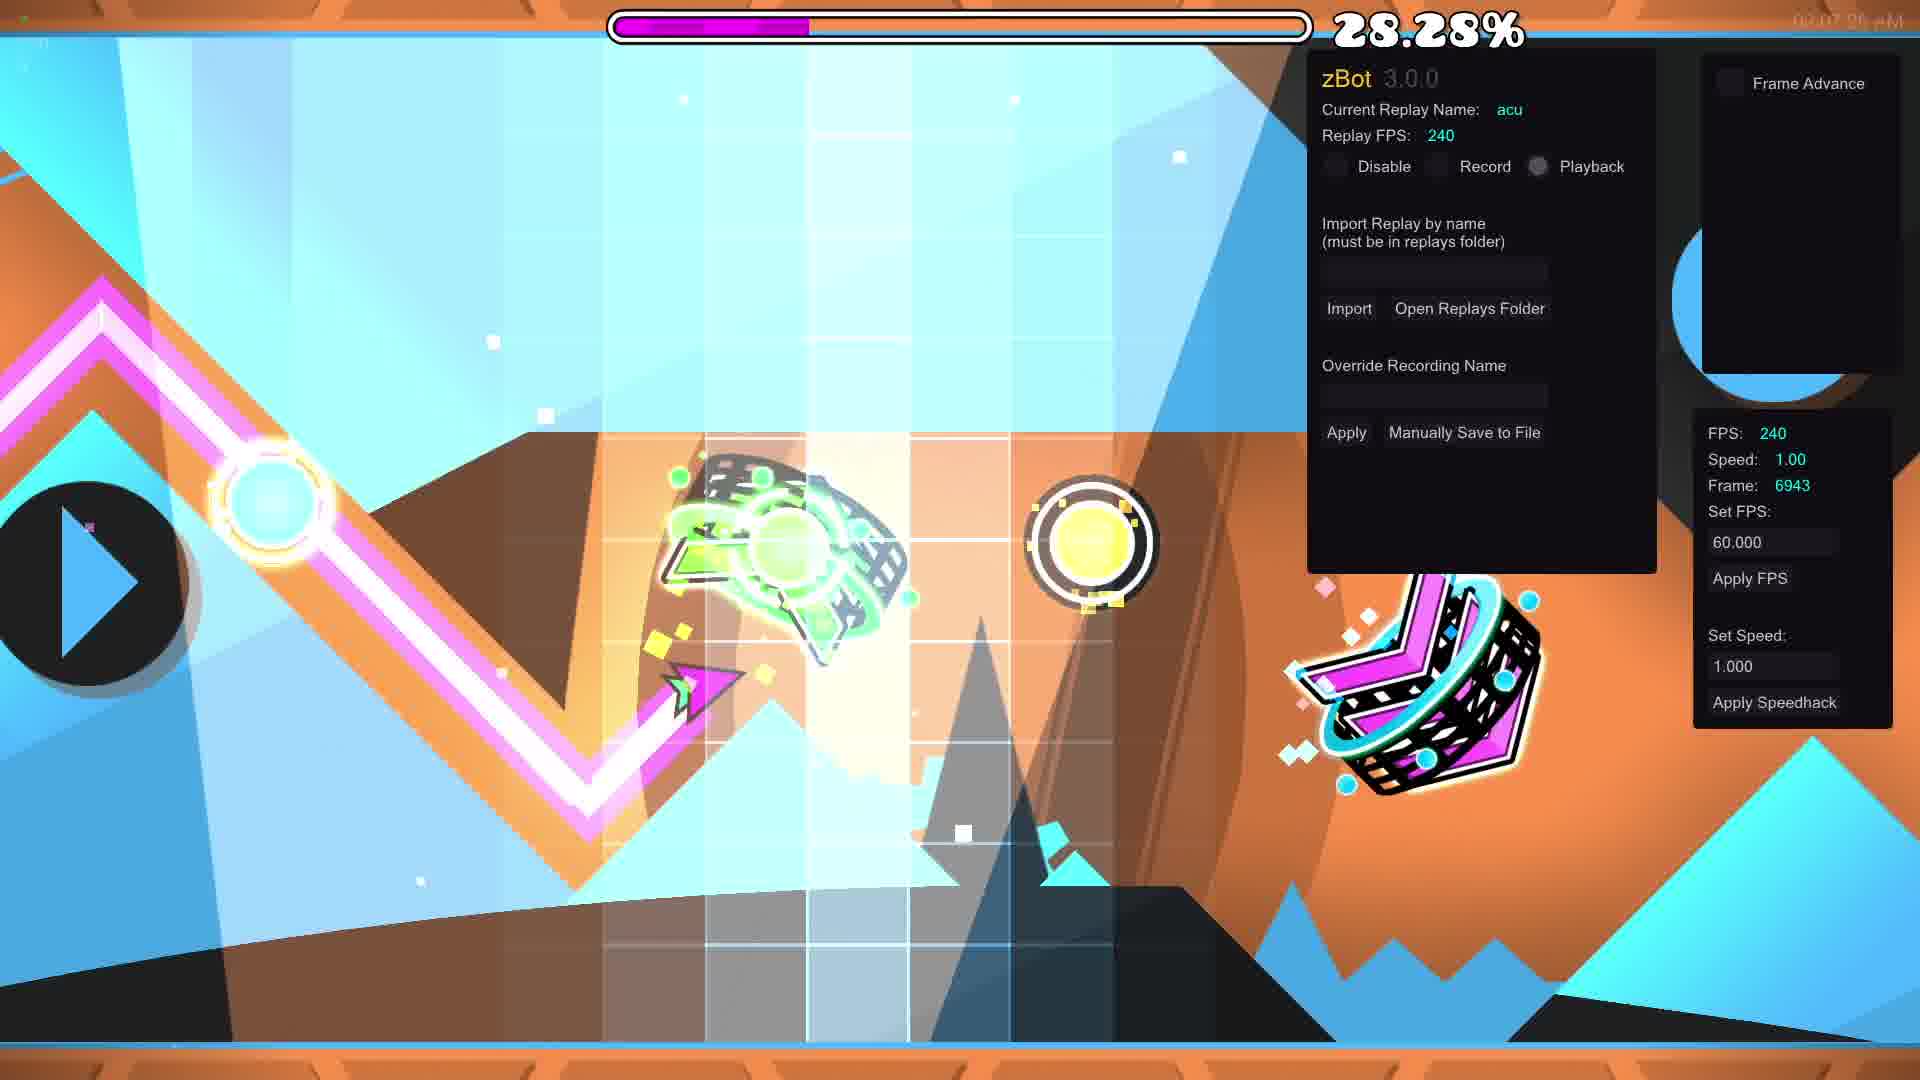 28.28%
zBot 3.0.0
Current Replay Name: acu
Replay FPS: 240
Disable Record Playback
Import Replay by name
(must be in replays folder)
Import Open Replays Folder
Override Recording Name
Apply Manually Save to File
Frame Advance
FPS: 240
Speed: 1.00
Frame: 6943
Set FPS:
60.000
Apply FPS
Set Speed:
1.000
Apply Speedhack